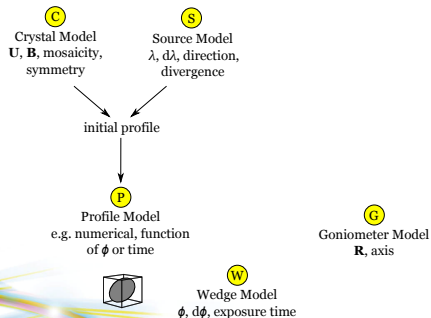 C
Crystal Model
U, B, mosaicity,
symmetry
S
Source Model
λ, dλ, direction,
divergence
initial profile
P
Profile Model
e.g. numerical, function
of ϕ or time
G
Goniometer Model
R, axis
W
Wedge Model
ϕ, dϕ, exposure time